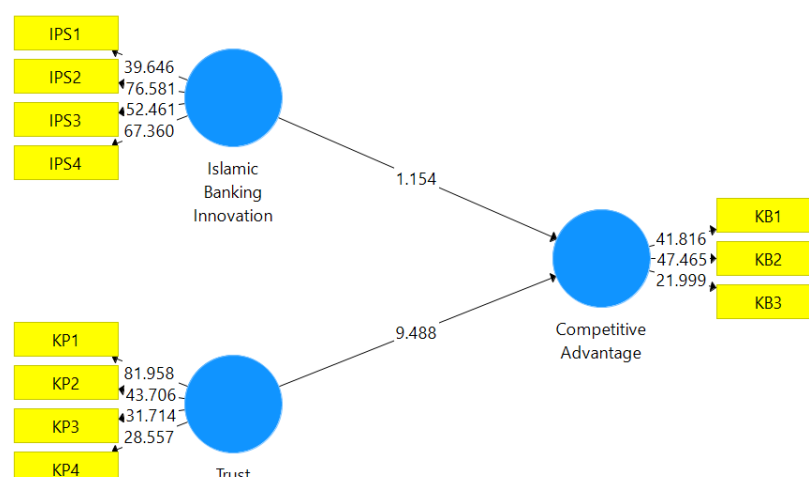 IPS1
IPS2
IPS3
IPS4
39.646
76.581
52.461
67.360
Islamic
Banking
Innovation
1.154
KB1
KB2
KB3
41.816
47.465
21.999
Competitive
Advantage
9.488
KP1
KP2
KP3
KP4
81.958
43.706
31.714
28.557
Trust